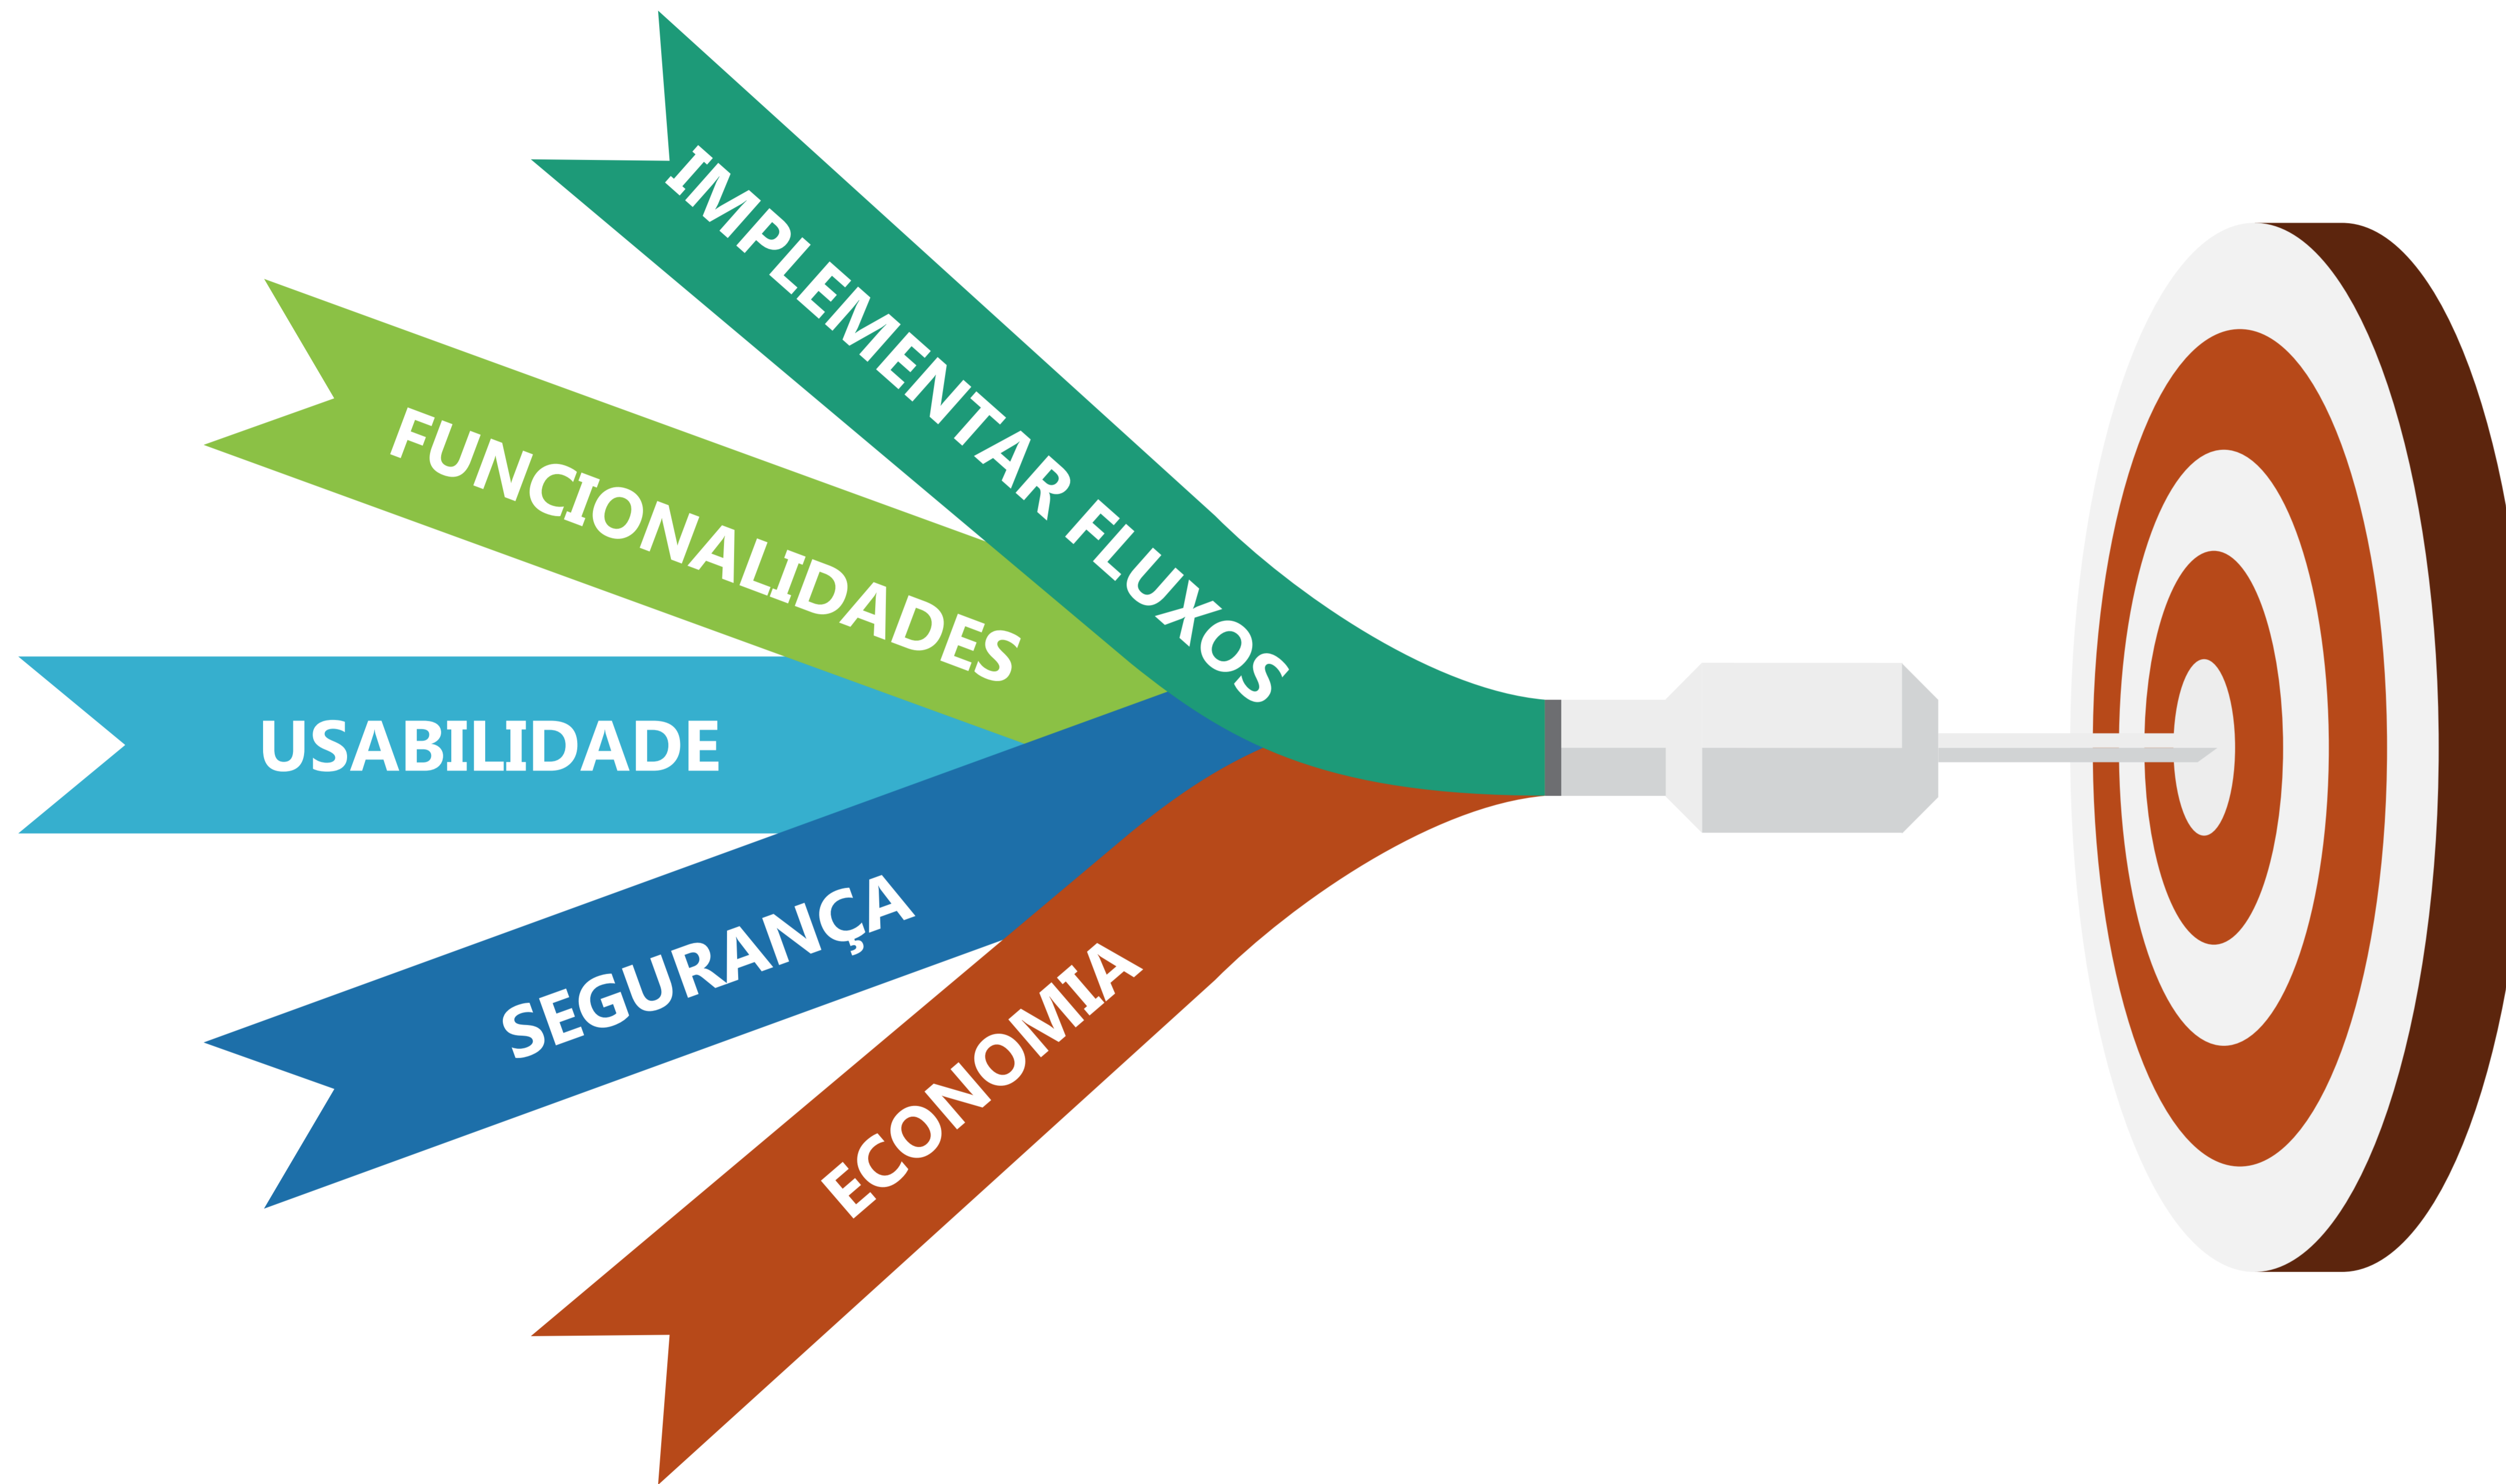 IMPLEMENTAR FLUXOS
FUNCIONALIDADES
USABILIDADE
SEGURANÇA
ECONOMIA